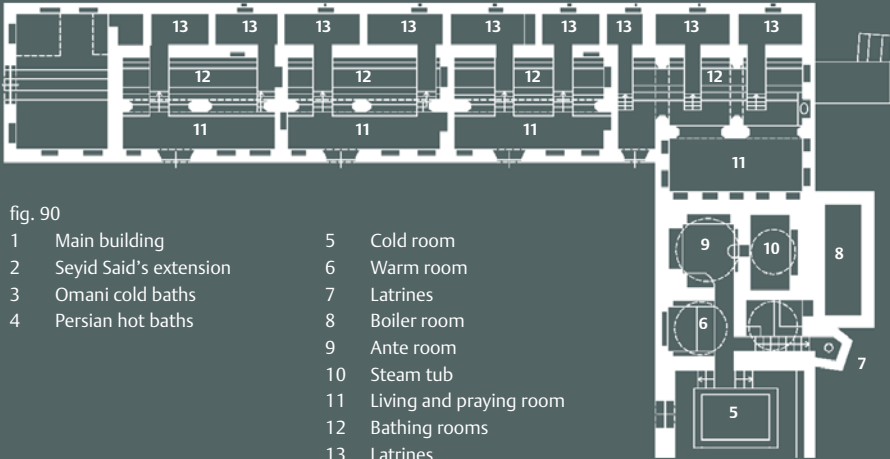 13 13 13 13 13 13 13 13 13
12 12 12 12
11 11 11
11
9 10 8
6
7
5
fig. 90
1 Main building
2 Seyid Said’s extension
3 Omani cold baths
4 Persian hot baths
5 Cold room
6 Warm room
7 Latrines
8 Boiler room
9 Ante room
10 Steam tub
11 Living and praying room
12 Bathing rooms
13 Latrines